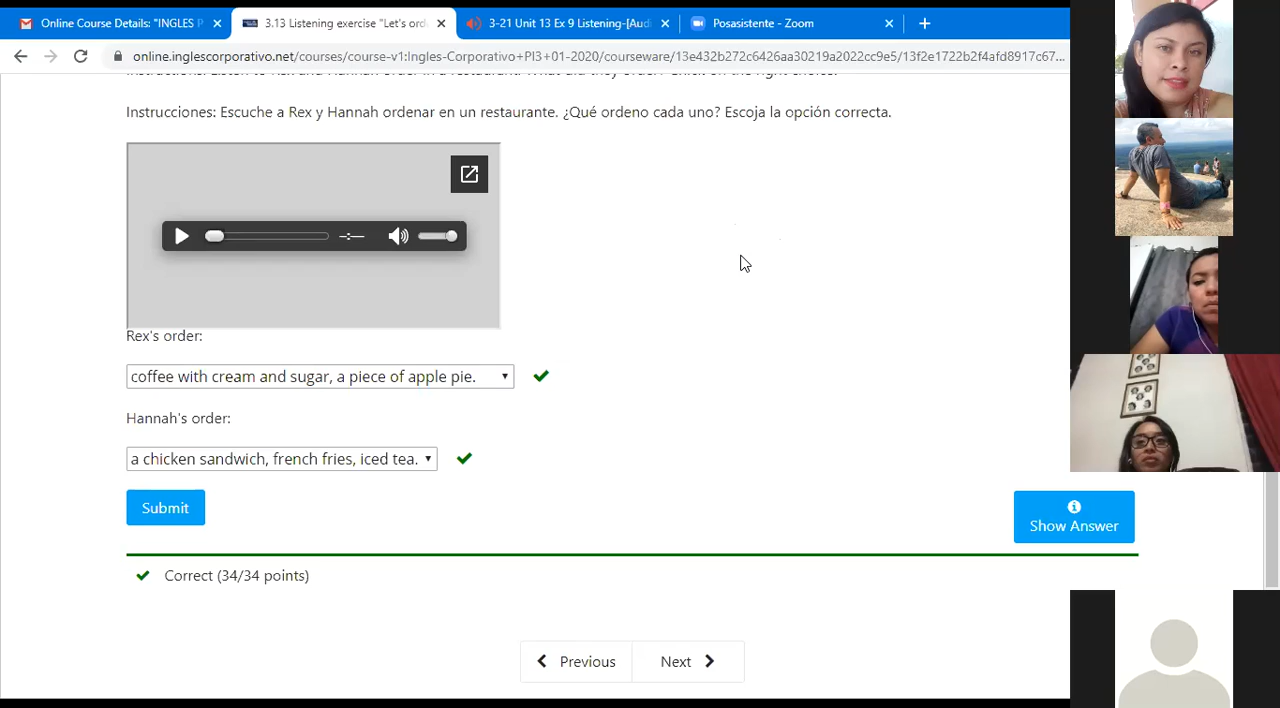 Online Course Details: "INGLES P
3.13 Listening exercise "Let's ord
3-21 Unit 13 Ex 9 Listening-[Aud
Posasistente - Zoom
online.inglescorporativo.net/courses/course-v1:Ingles-Corporativo+PI3+01-2020/courseware/13e432b272c6426aa30219a2022cc9e5/13f2e1722b2f4afd8917c67...
Instrucciones: Escuche a Rex y Hannah ordenar en un restaurante. ¿Qué ordeno cada uno? Escoja la opción correcta.
Rex's order:
coffee with cream and sugar, a piece of apple pie.
Hannah's order:
a chicken sandwich, french fries, iced tea.
Submit
Show Answer
Correct (34/34 points)
Previous
Next